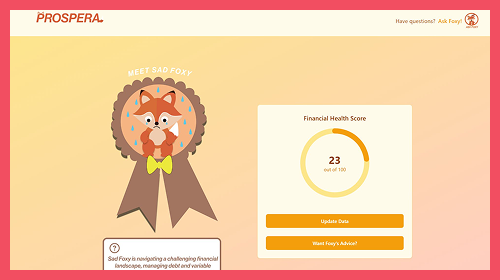 PROSPERA
Have questions? Ask Foxy!
MEET SAD FOXY
Financial Health Score
23
out of 100
Update Data
Want Foxy's Advice?
?
Sad Foxy is navigating a challenging financial
landscape, managing debt and variable